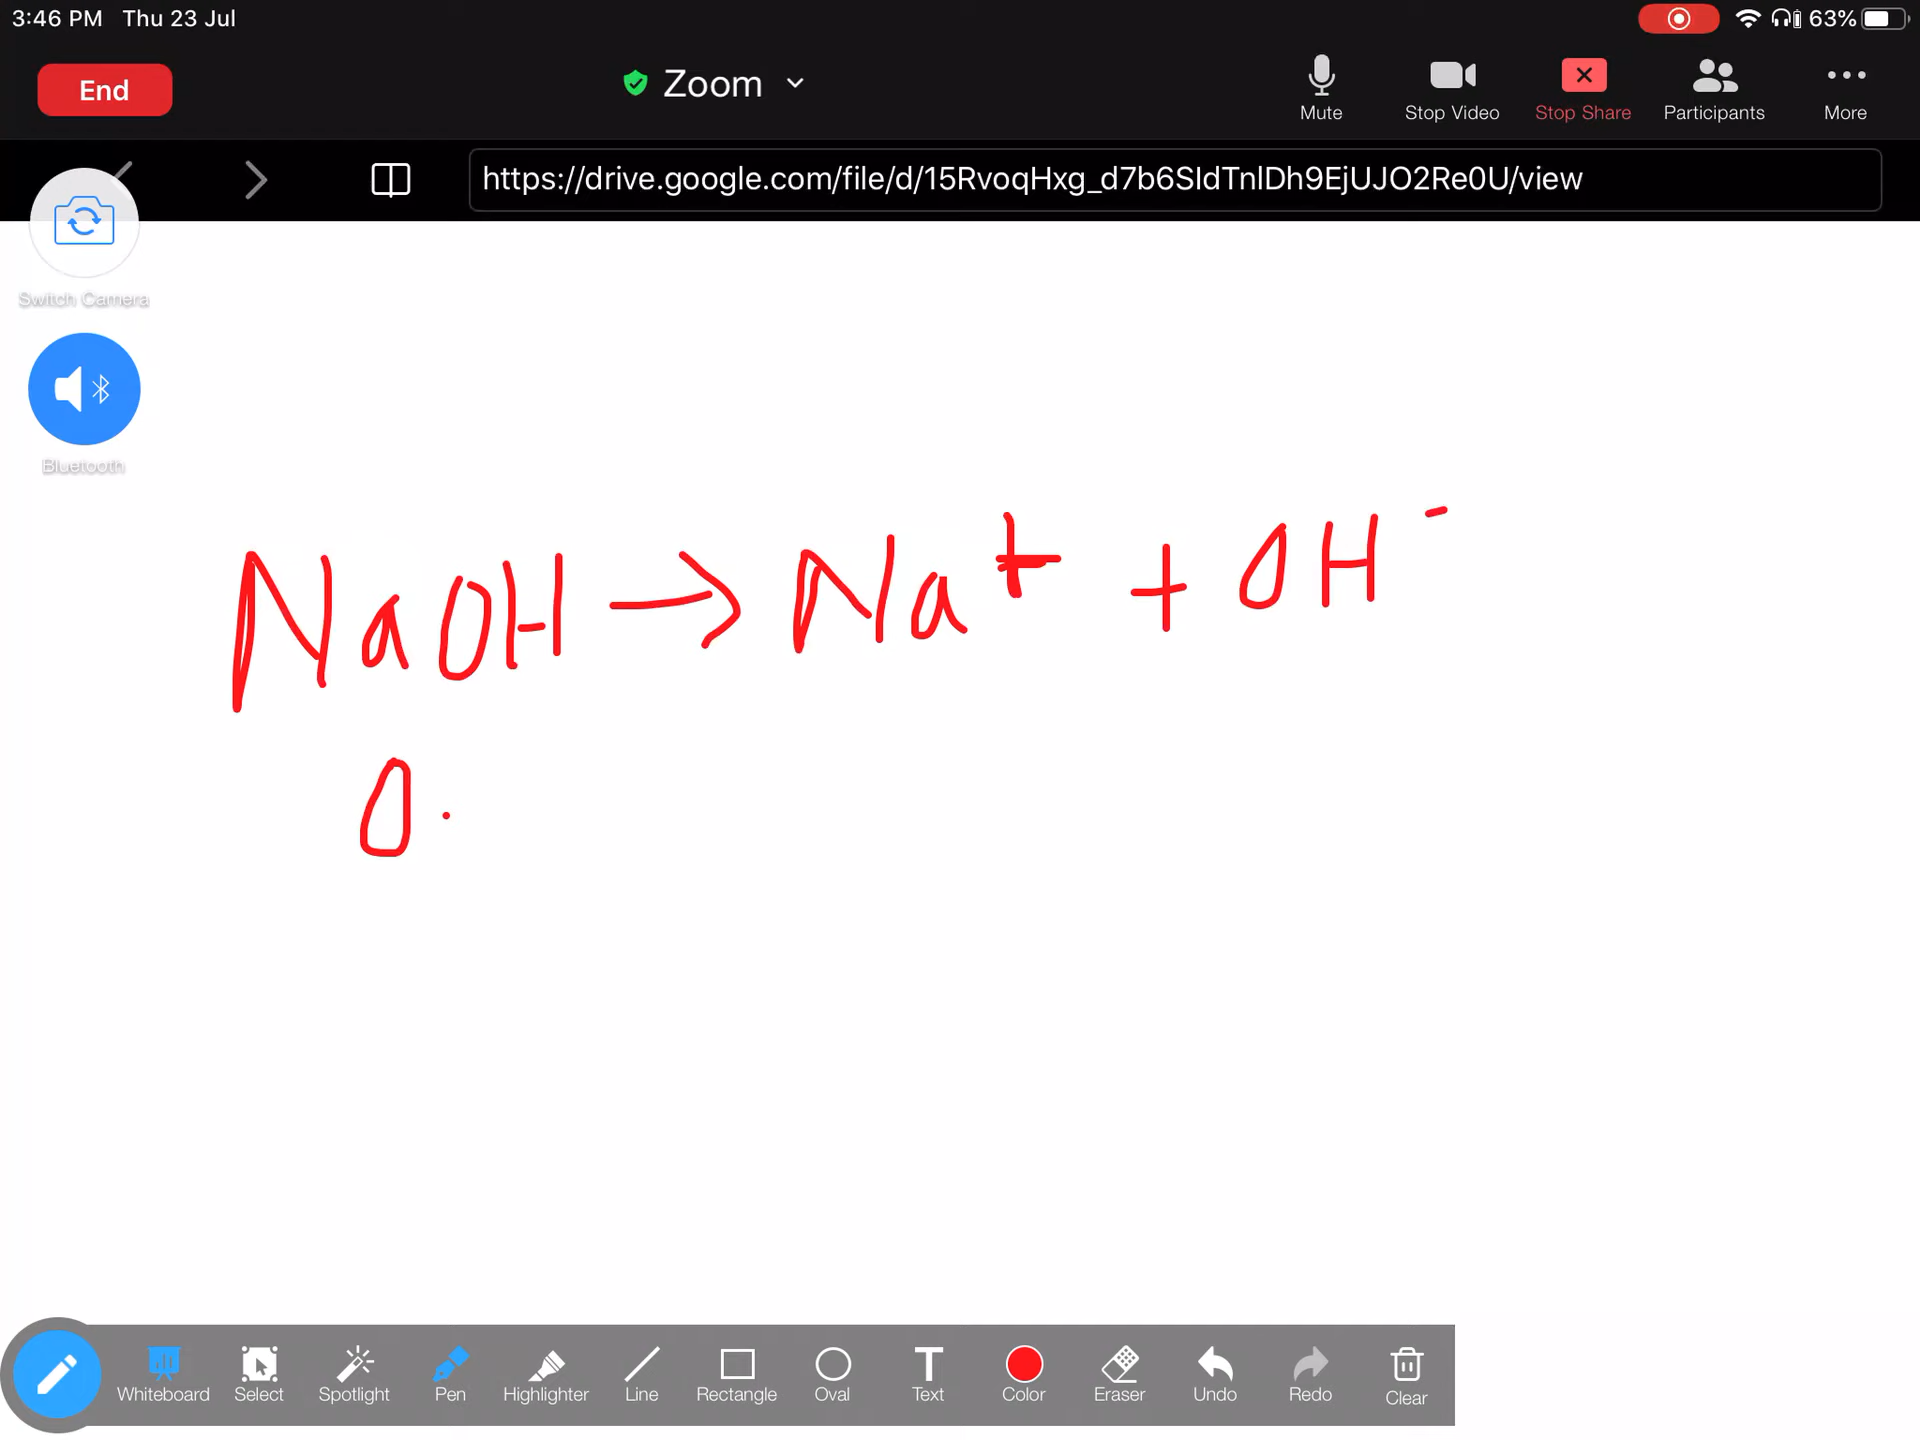 3:46 PM Thu 23 Jul 63%
End Zoom Mute Stop Video Stop Share Participants More
https://drive.google.com/file/d/15RvoqHxg_d7b6SIdTnlDh9EjUJO2Re0U/view
Switch Camera
Bluetooth
NaOH → Na⁺ + OH⁻
0.
Whiteboard Select Spotlight Pen Highlighter Line Rectangle Oval Text Color Eraser Undo Redo Clear